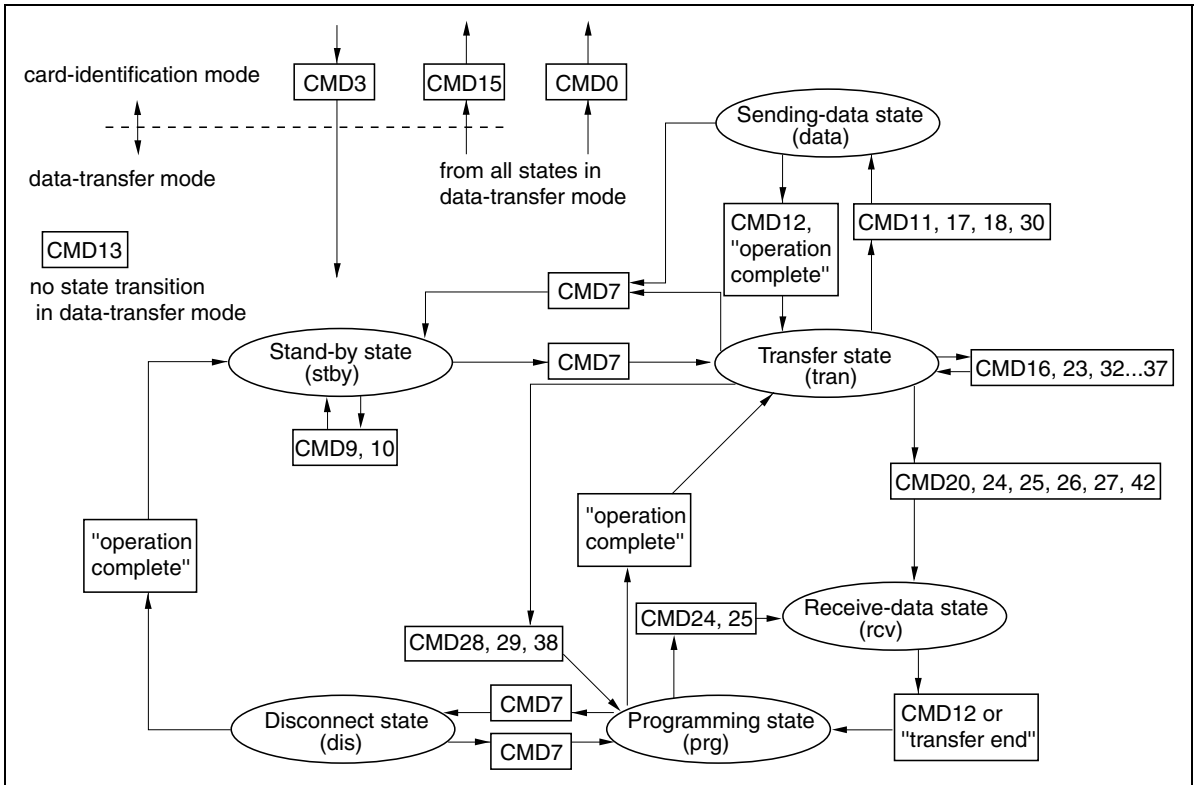 card-identification mode
CMD3
CMD15
CMD0
data-transfer mode
from all states in
data-transfer mode
Sending-data state
(data)
CMD12,
"operation
complete"
CMD11, 17, 18, 30
CMD13
no state transition
in data-transfer mode
CMD7
Stand-by state
(stby)
CMD7
Transfer state
(tran)
CMD16, 23, 32...37
CMD9, 10
CMD20, 24, 25, 26, 27, 42
"operation
complete"
"operation
complete"
Receive-data state
(rcv)
CMD24, 25
CMD28, 29, 38
CMD7
Disconnect state
(dis)
CMD7
Programming state
(prg)
CMD12 or
"transfer end"